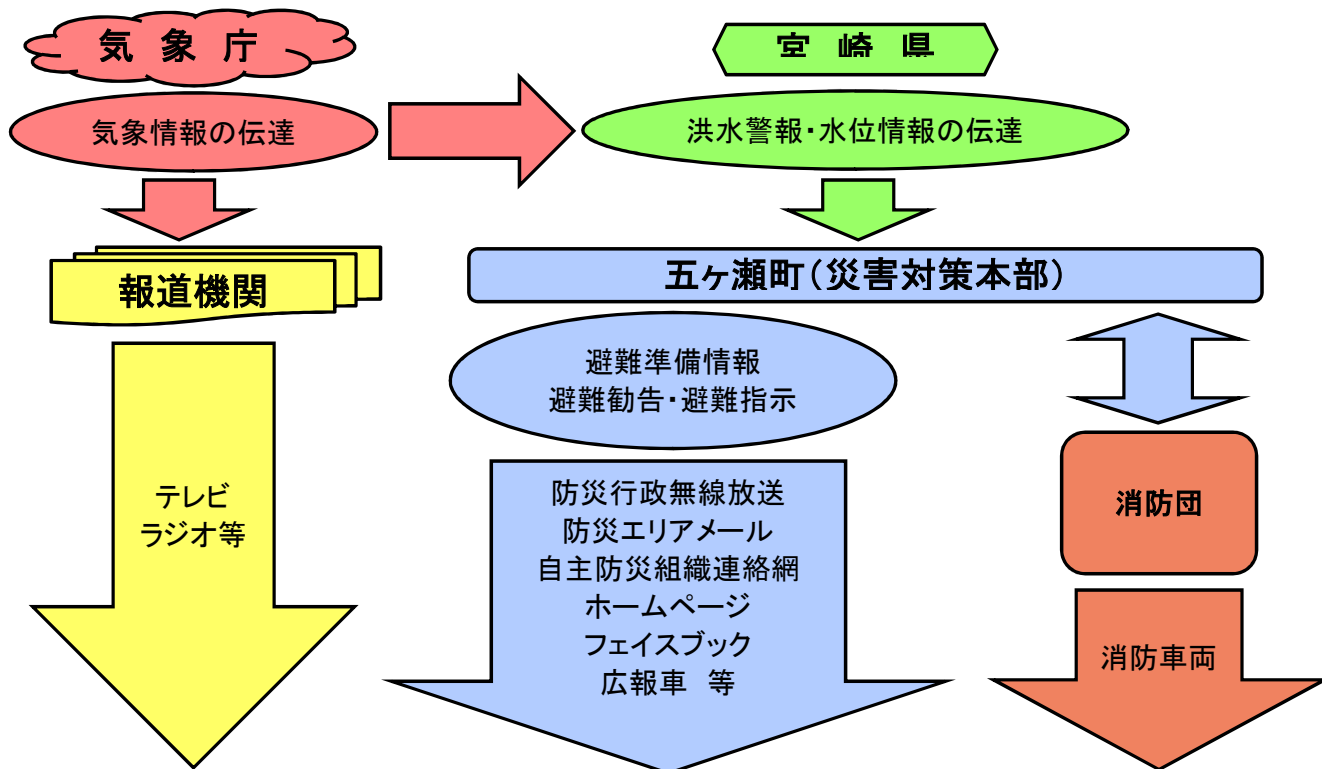 気 象 庁
宮 崎 県
気象情報の伝達
洪水警報・水位情報の伝達
報道機関
五ヶ瀬町(災害対策本部)
避難準備情報
避難勧告・避難指示
テレビ
ラジオ等
防災行政無線放送
防災エリアメール
自主防災組織連絡網
ホームページ
フェイスブック
広報車 等
消防団
消防車両